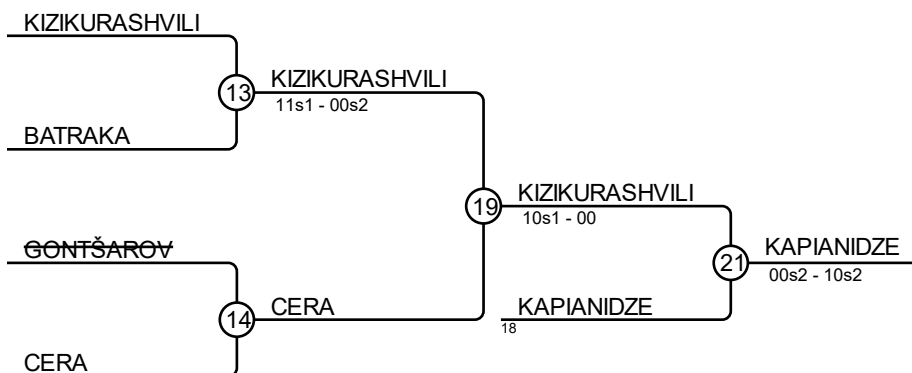 KIZIKURASHVILI
13
KIZIKURASHVILI
11s1 - 00s2
BATRAKA
19
KIZIKURASHVILI
10s1 - 00
GONTŠAROV
21
KAPIANIDZE
00s2 - 10s2
14
CERA
KAPIANIDZE
18
CERA